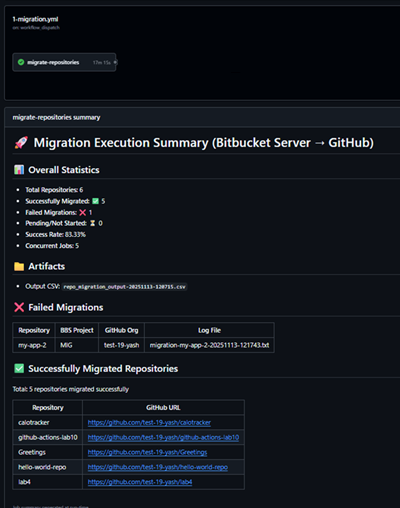 1-migration.yml
on: workflow_dispatch
migrate-repositories
migrate-repositories summary
🚀 Migration Execution Summary (Bitbucket Server → GitHub)
📊 Overall Statistics
• Total Repositories: 6
• Successfully Migrated: ✅ 5
• Failed Migrations: ❌ 1
• Pending/Not Started: ⏳ 0
• Success Rate: 83.33%
• Concurrent Jobs: 5
📁 Artifacts
• Output CSV: repo_migration_output-20251113-120715.csv
❌ Failed Migrations
Repository BBS Project GitHub Org Log File
my-app-2 MIG test-19-yash migration-my-app-2-20251113-121743.txt
✅ Successfully Migrated Repositories
Total: 5 repositories migrated successfully
Repository GitHub URL
calotracker https://github.com/test-19-yash/calotracker
github-actions-lab10 https://github.com/test-19-yash/github-actions-lab10
Greetings https://github.com/test-19-yash/Greetings
hello-world-repo https://github.com/test-19-yash/hello-world-repo
lab4 https://github.com/test-19-yash/lab4